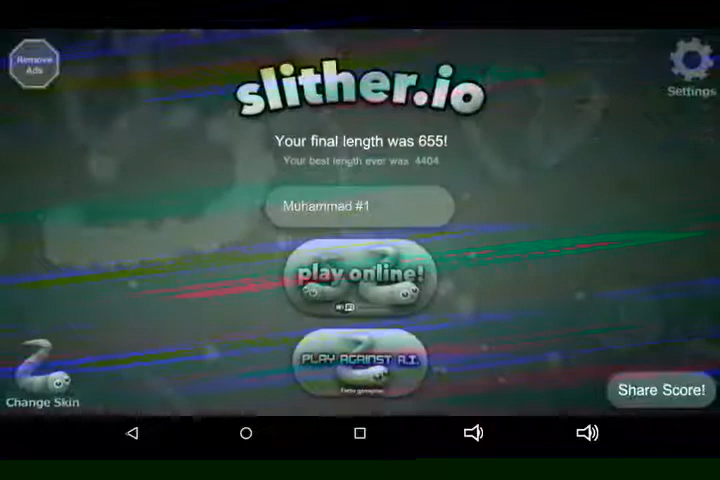 Remove
Ads
slither.io
Settings
Your final length was 655!
Your best length ever was 4404
Muhammad #1
play online!
PLAY AGAINST A.I.
Change Skin
Share Score!